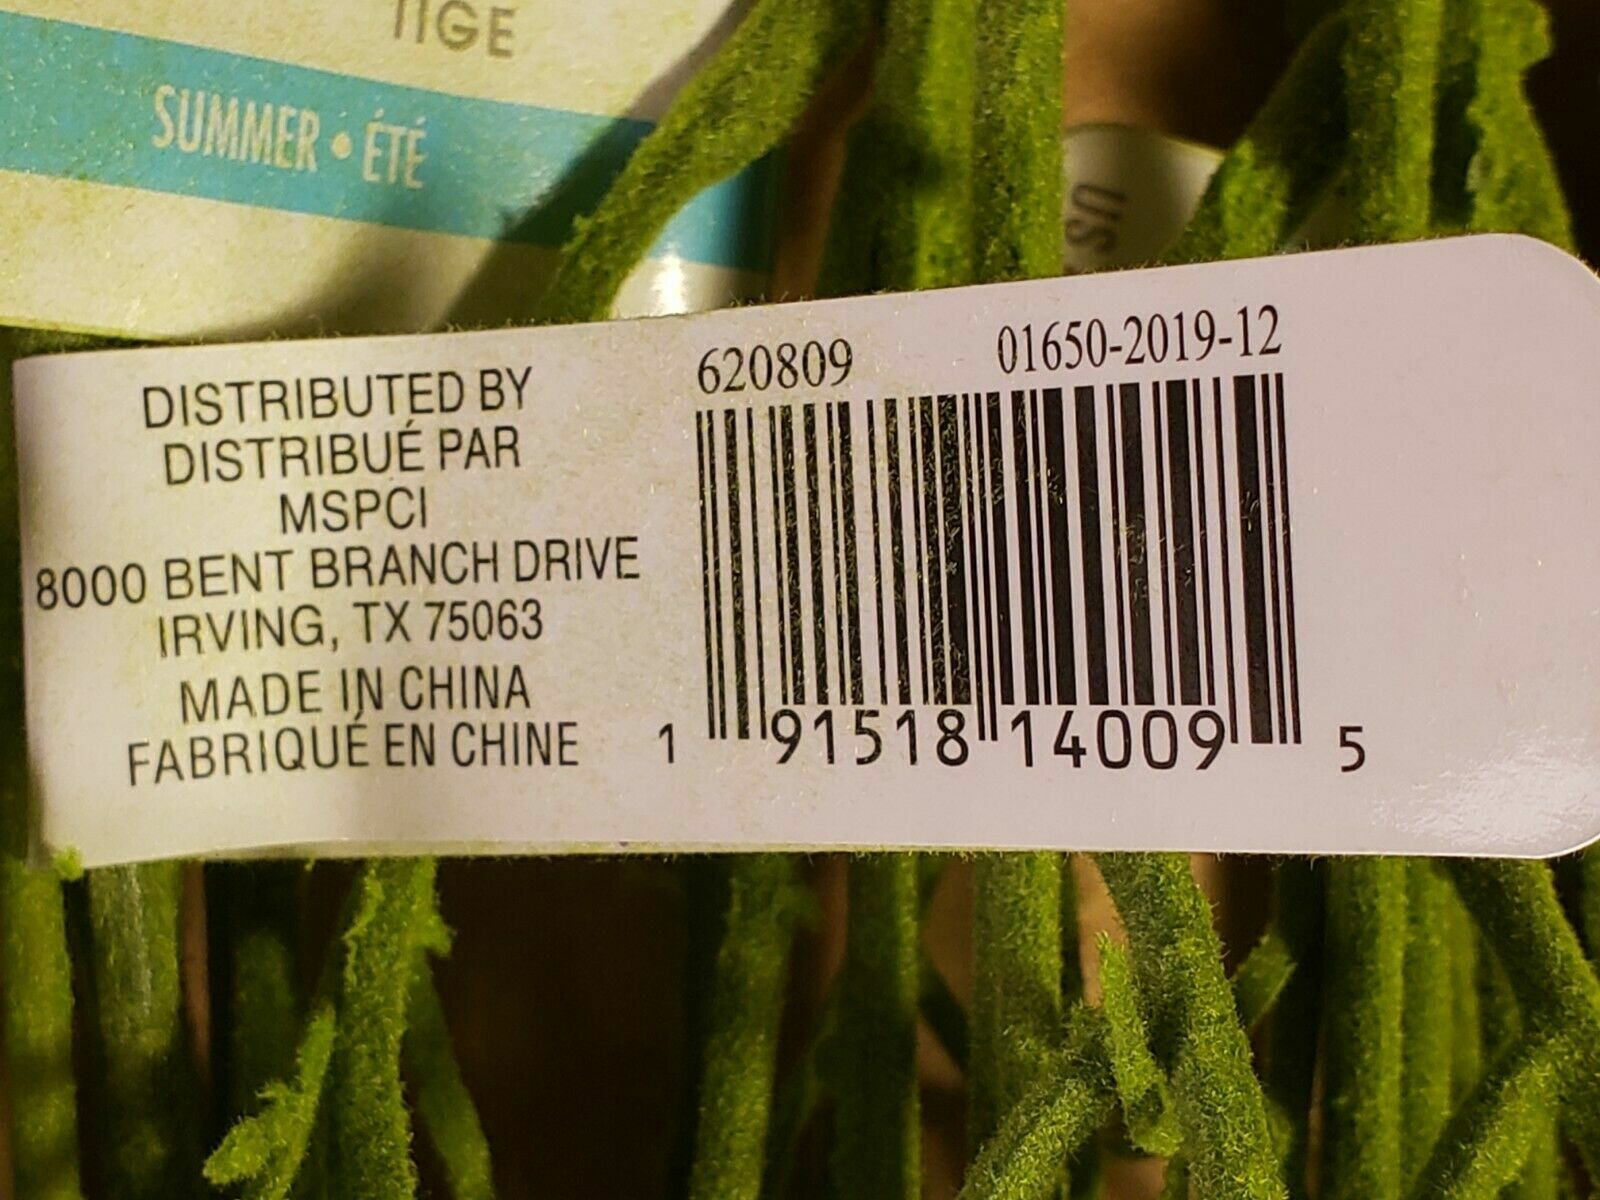 TIGE
SUMMER • ÉTÉ
US
DISTRIBUTED BY
DISTRIBUÉ PAR
MSPCI
8000 BENT BRANCH DRIVE
IRVING, TX 75063
MADE IN CHINA
FABRIQUÉ EN CHINE
620809 01650-2019-12
1 91518 14009 5